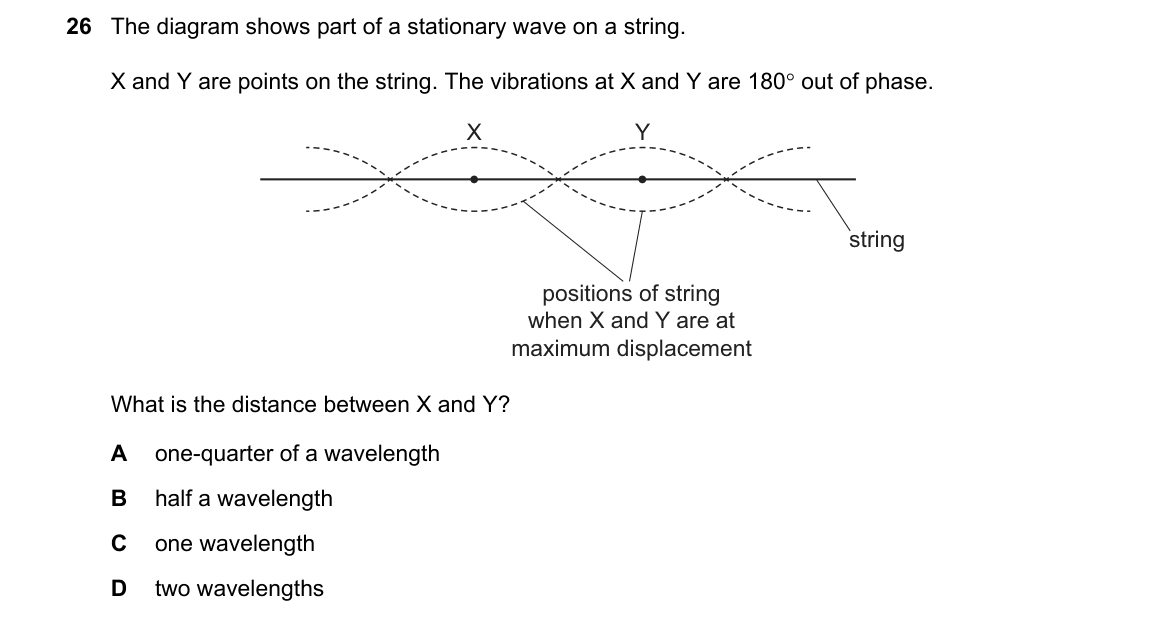 26 The diagram shows part of a stationary wave on a string.
X and Y are points on the string. The vibrations at X and Y are 180° out of phase.
X Y
string
positions of string
when X and Y are at
maximum displacement
What is the distance between X and Y?
A one-quarter of a wavelength
B half a wavelength
C one wavelength
D two wavelengths